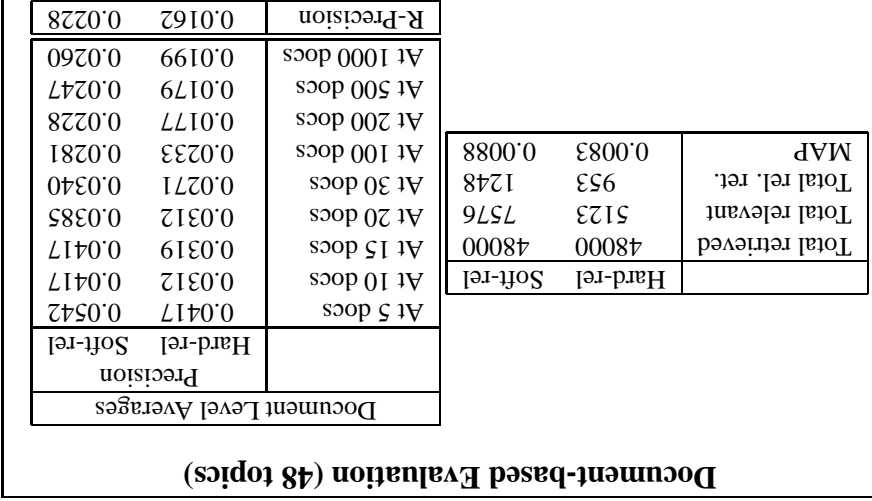 Document-based Evaluation (48 topics)
Hard-rel Soft-rel
Total retrieved 48000 48000
Total relevant 5123 7576
Total rel. ret. 953 1248
MAP 0.0083 0.0088
Document Level Averages
Precision
Hard-rel Soft-rel
At 5 docs 0.0417 0.0542
At 10 docs 0.0312 0.0417
At 15 docs 0.0319 0.0417
At 20 docs 0.0312 0.0385
At 30 docs 0.0271 0.0340
At 100 docs 0.0233 0.0281
At 200 docs 0.0177 0.0228
At 500 docs 0.0179 0.0247
At 1000 docs 0.0199 0.0260
R-Precision 0.0162 0.0228